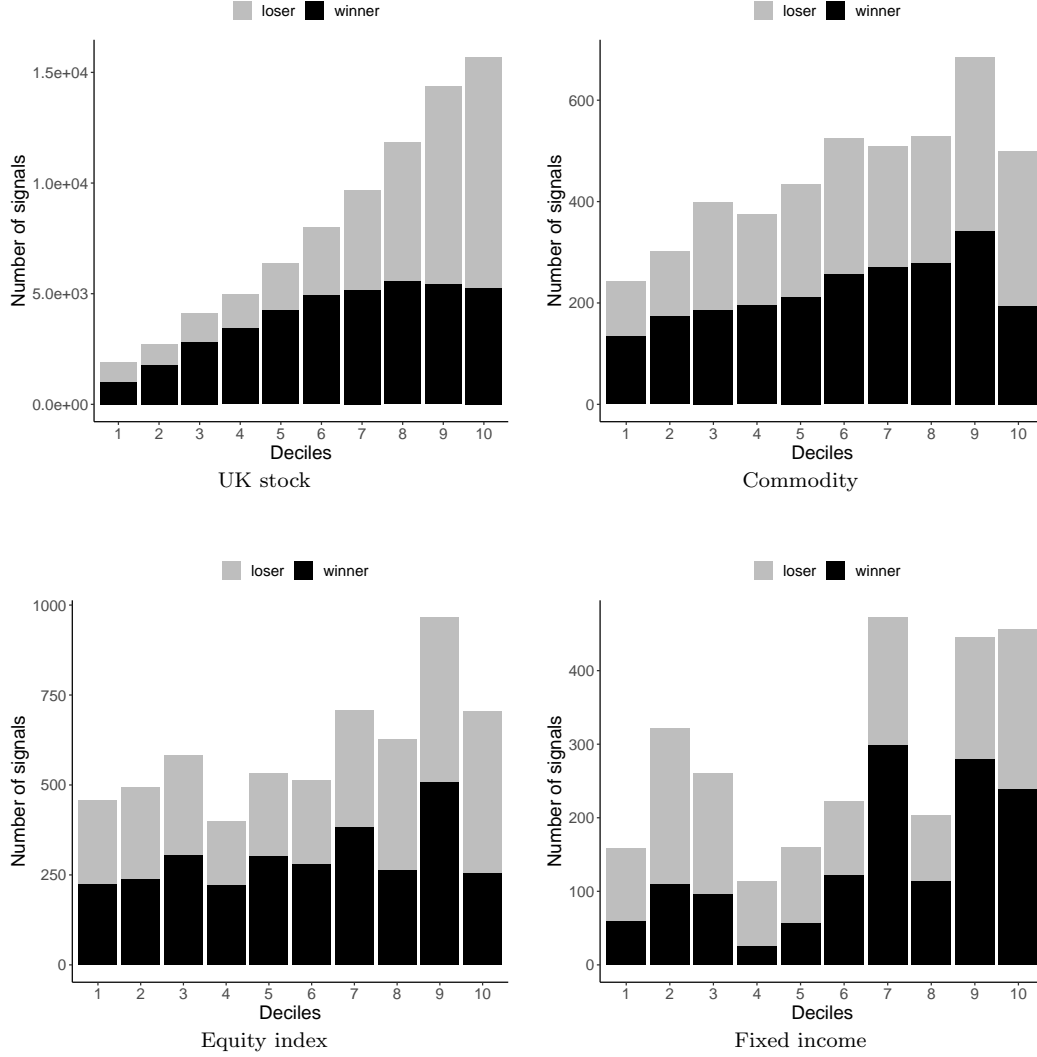 loser winner
Number of signals
1.5e+04
1.0e+04
5.0e+03
0.0e+00
1 2 3 4 5 6 7 8 9 10
Deciles
UK stock
loser winner
Number of signals
600
400
200
0
1 2 3 4 5 6 7 8 9 10
Deciles
Commodity
loser winner
Number of signals
1000
750
500
250
0
1 2 3 4 5 6 7 8 9 10
Deciles
Equity index
loser winner
Number of signals
400
300
200
100
0
1 2 3 4 5 6 7 8 9 10
Deciles
Fixed income